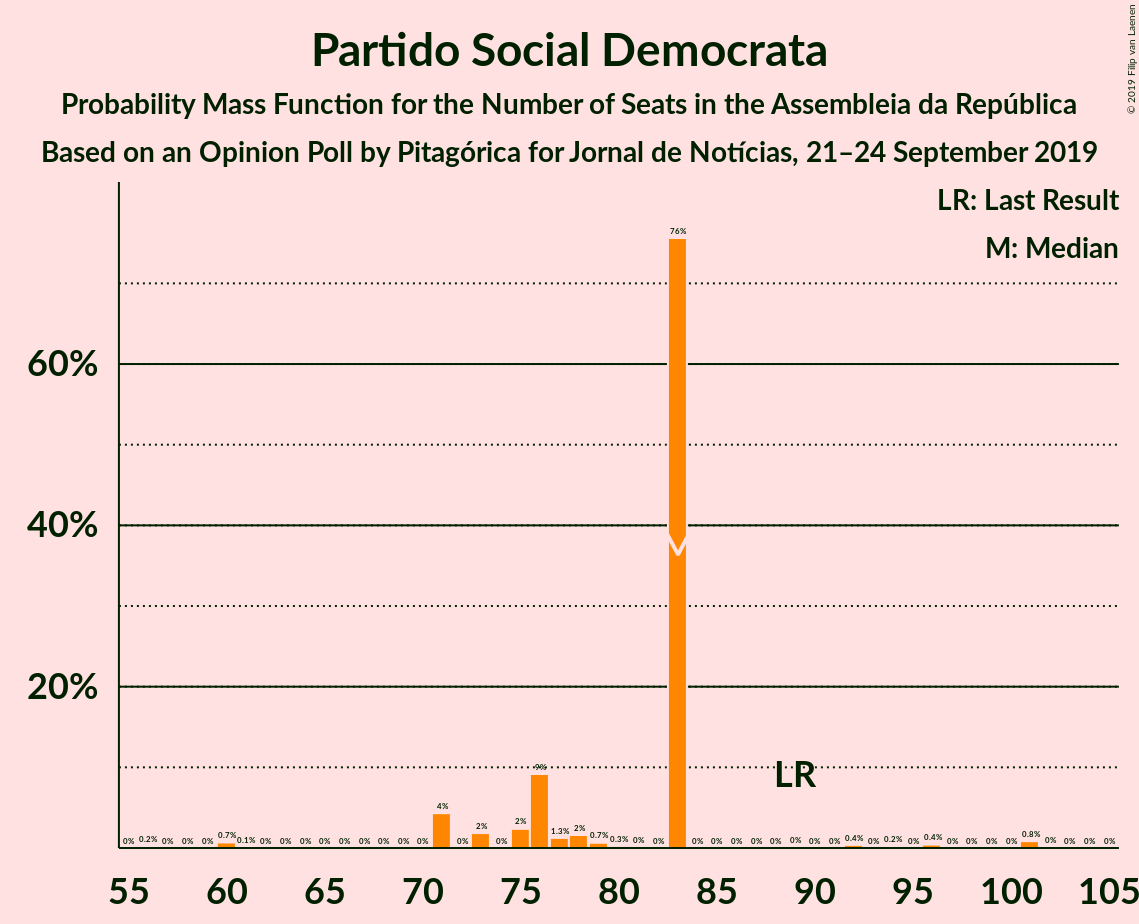 Partido Social Democrata
Probability Mass Function for the Number of Seats in the Assembleia da República
Based on an Opinion Poll by Pitagórica for Jornal de Notícias, 21–24 September 2019
© 2019 Filip van Laenen
LR: Last Result
M: Median
60%
40%
20%
0% 0.2% 0% 0% 0% 0.7% 0.1% 0% 0% 0% 0% 0% 0% 0% 0% 0% 4% 0% 2% 0% 2% 9% 1.3% 2% 0.7% 0.3% 0% 0% 76% 0% 0% 0% 0% 0% 0% 0% 0% 0.4% 0% 0.2% 0% 0.4% 0% 0% 0% 0% 0.8% 0% 0% 0% 0%
LR
55 60 65 70 75 80 85 90 95 100 105